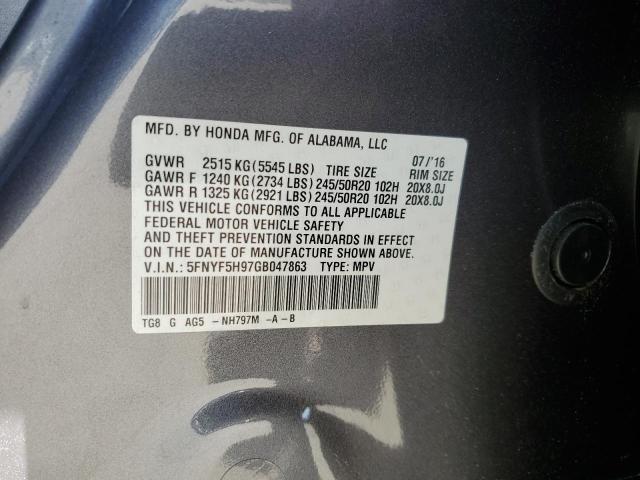 MFD. BY HONDA MFG. OF ALABAMA, LLC
GVWR 2515 KG (5545 LBS) TIRE SIZE 07/'16 RIM SIZE
GAWR F 1240 KG (2734 LBS) 245/50R20 102H 20X8.0J
GAWR R 1325 KG (2921 LBS) 245/50R20 102H 20X8.0J
THIS VEHICLE CONFORMS TO ALL APPLICABLE
FEDERAL MOTOR VEHICLE SAFETY
AND THEFT PREVENTION STANDARDS IN EFFECT
ON THE DATE OF MANUFACTURE SHOWN ABOVE.
V.I.N.: 5FNYF5H97GB047863 TYPE: MPV
TG8 G AG5 -NH797M -A-B